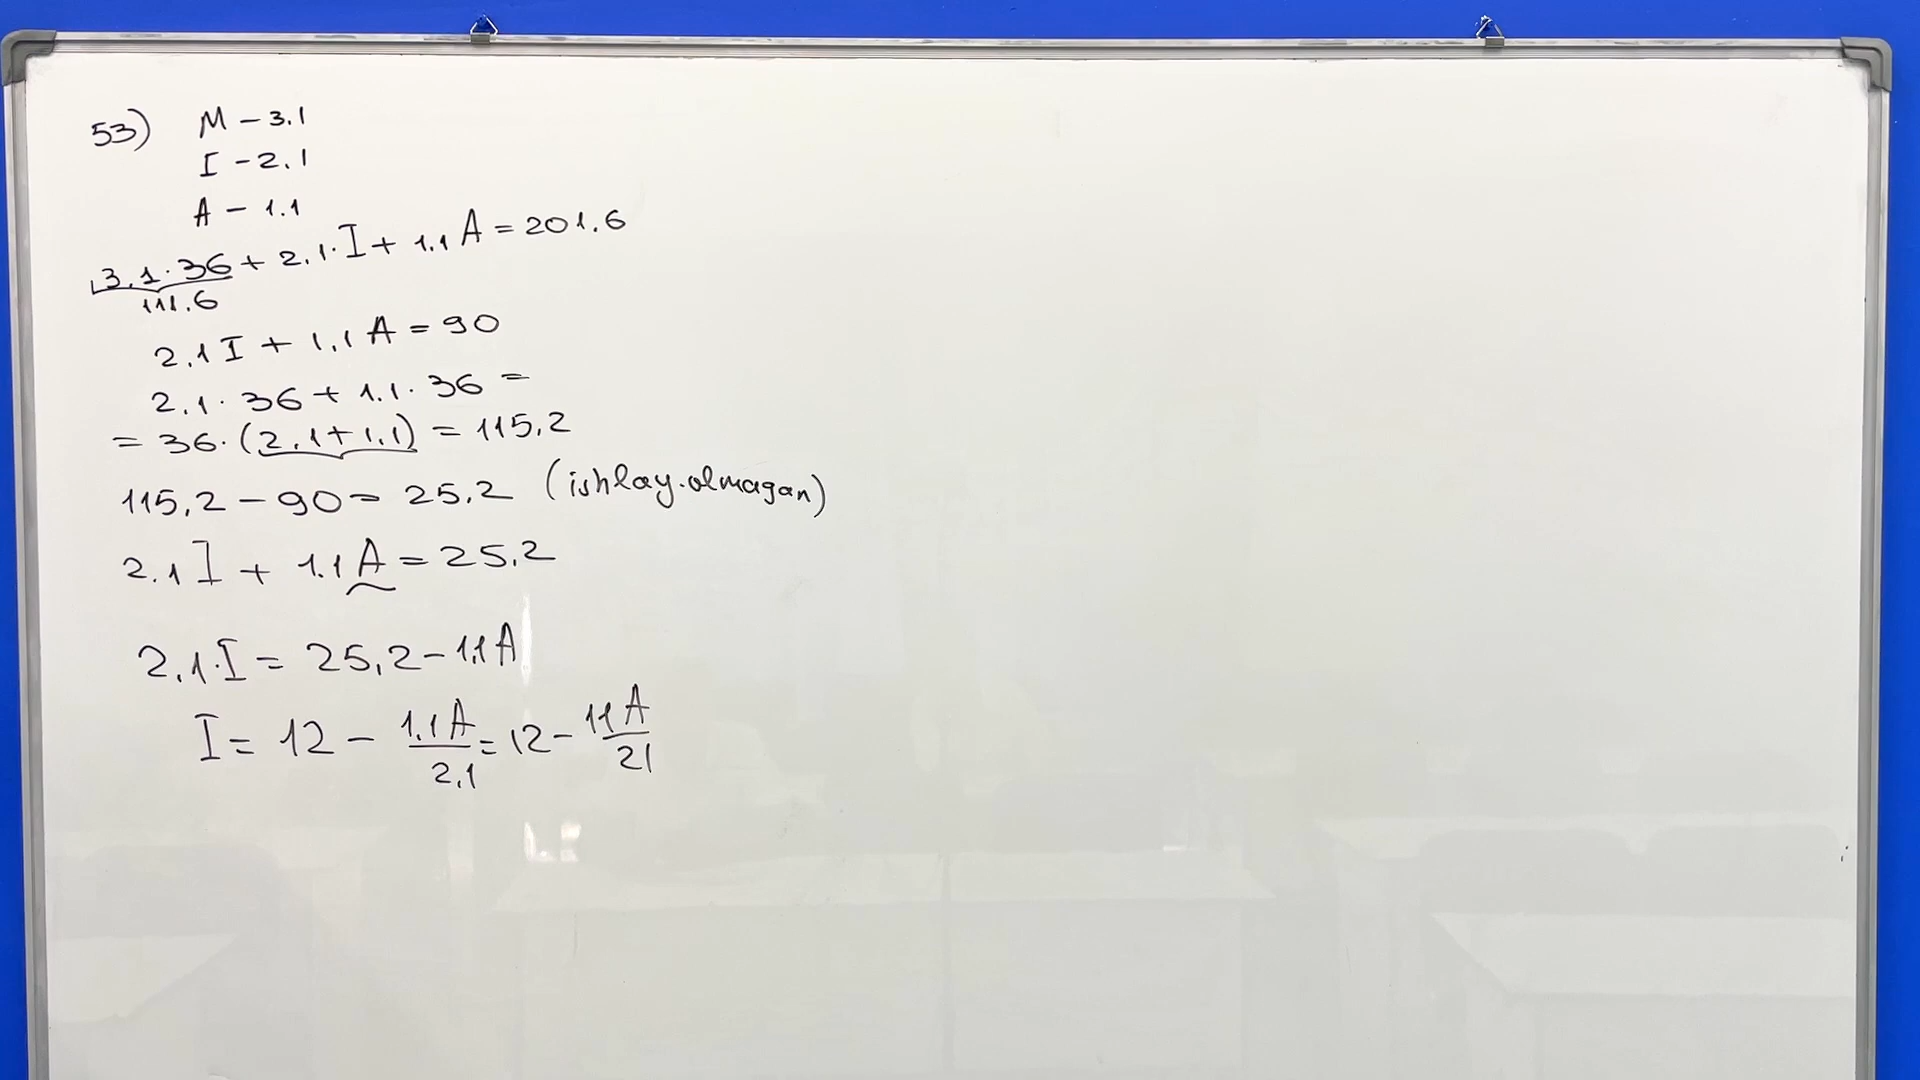 53) M - 3.1
I - 2.1
A - 1.1
3.1 · 36 + 2.1 · I + 1.1 A = 201.6
111.6
2.1 I + 1.1 A = 90
2.1 · 36 + 1.1 · 36 =
= 36 · (2.1 + 1.1) = 115,2
115,2 - 90 = 25.2 (ishlay.olmagan)
2.1 I + 1.1 A = 25.2
2.1 · I = 25,2 - 1.1 A
I = 12 - 1.1 A / 2.1 = 12 - 11 A / 21